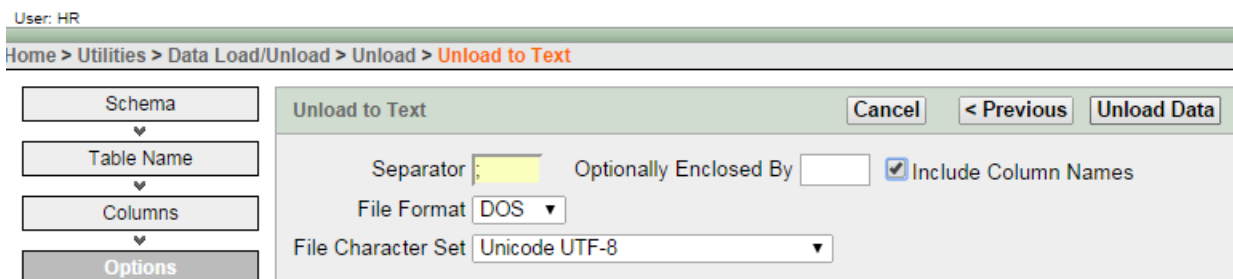 User: HR
Home > Utilities > Data Load/Unload > Unload > Unload to Text
Schema
Table Name
Columns
Options
Unload to Text Cancel < Previous Unload Data
Separator ; Optionally Enclosed By Include Column Names
File Format DOS
File Character Set Unicode UTF-8